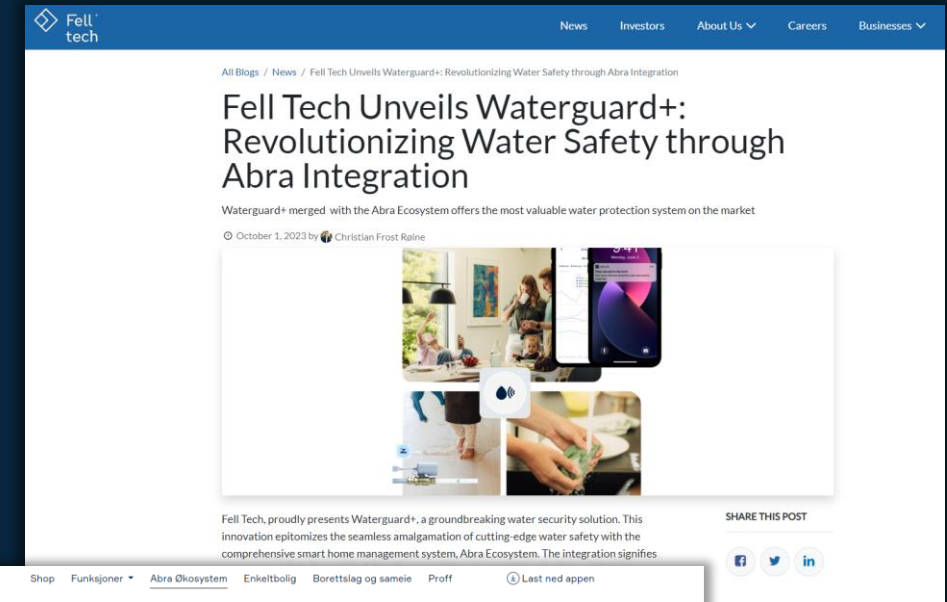 Fell
tech
News Investors About Us Careers Businesses
All Blogs / News / Fell Tech Unveils Waterguard+: Revolutionizing Water Safety through Abra Integration
Fell Tech Unveils Waterguard+:
Revolutionizing Water Safety through
Abra Integration
Waterguard+ merged with the Abra Ecosystem offers the most valuable water protection system on the market
October 1, 2023 by Christian Frost Røine
9:41
Fell Tech, proudly presents Waterguard+, a groundbreaking water security solution. This
innovation epitomizes the seamless amalgamation of cutting-edge water safety with the
comprehensive smart home management system, Abra Ecosystem. The integration signifies
SHARE THIS POST
Shop Funksjoner Abra Økosystem Enkeltbolig Borettslag og sameie Proff Last ned appen